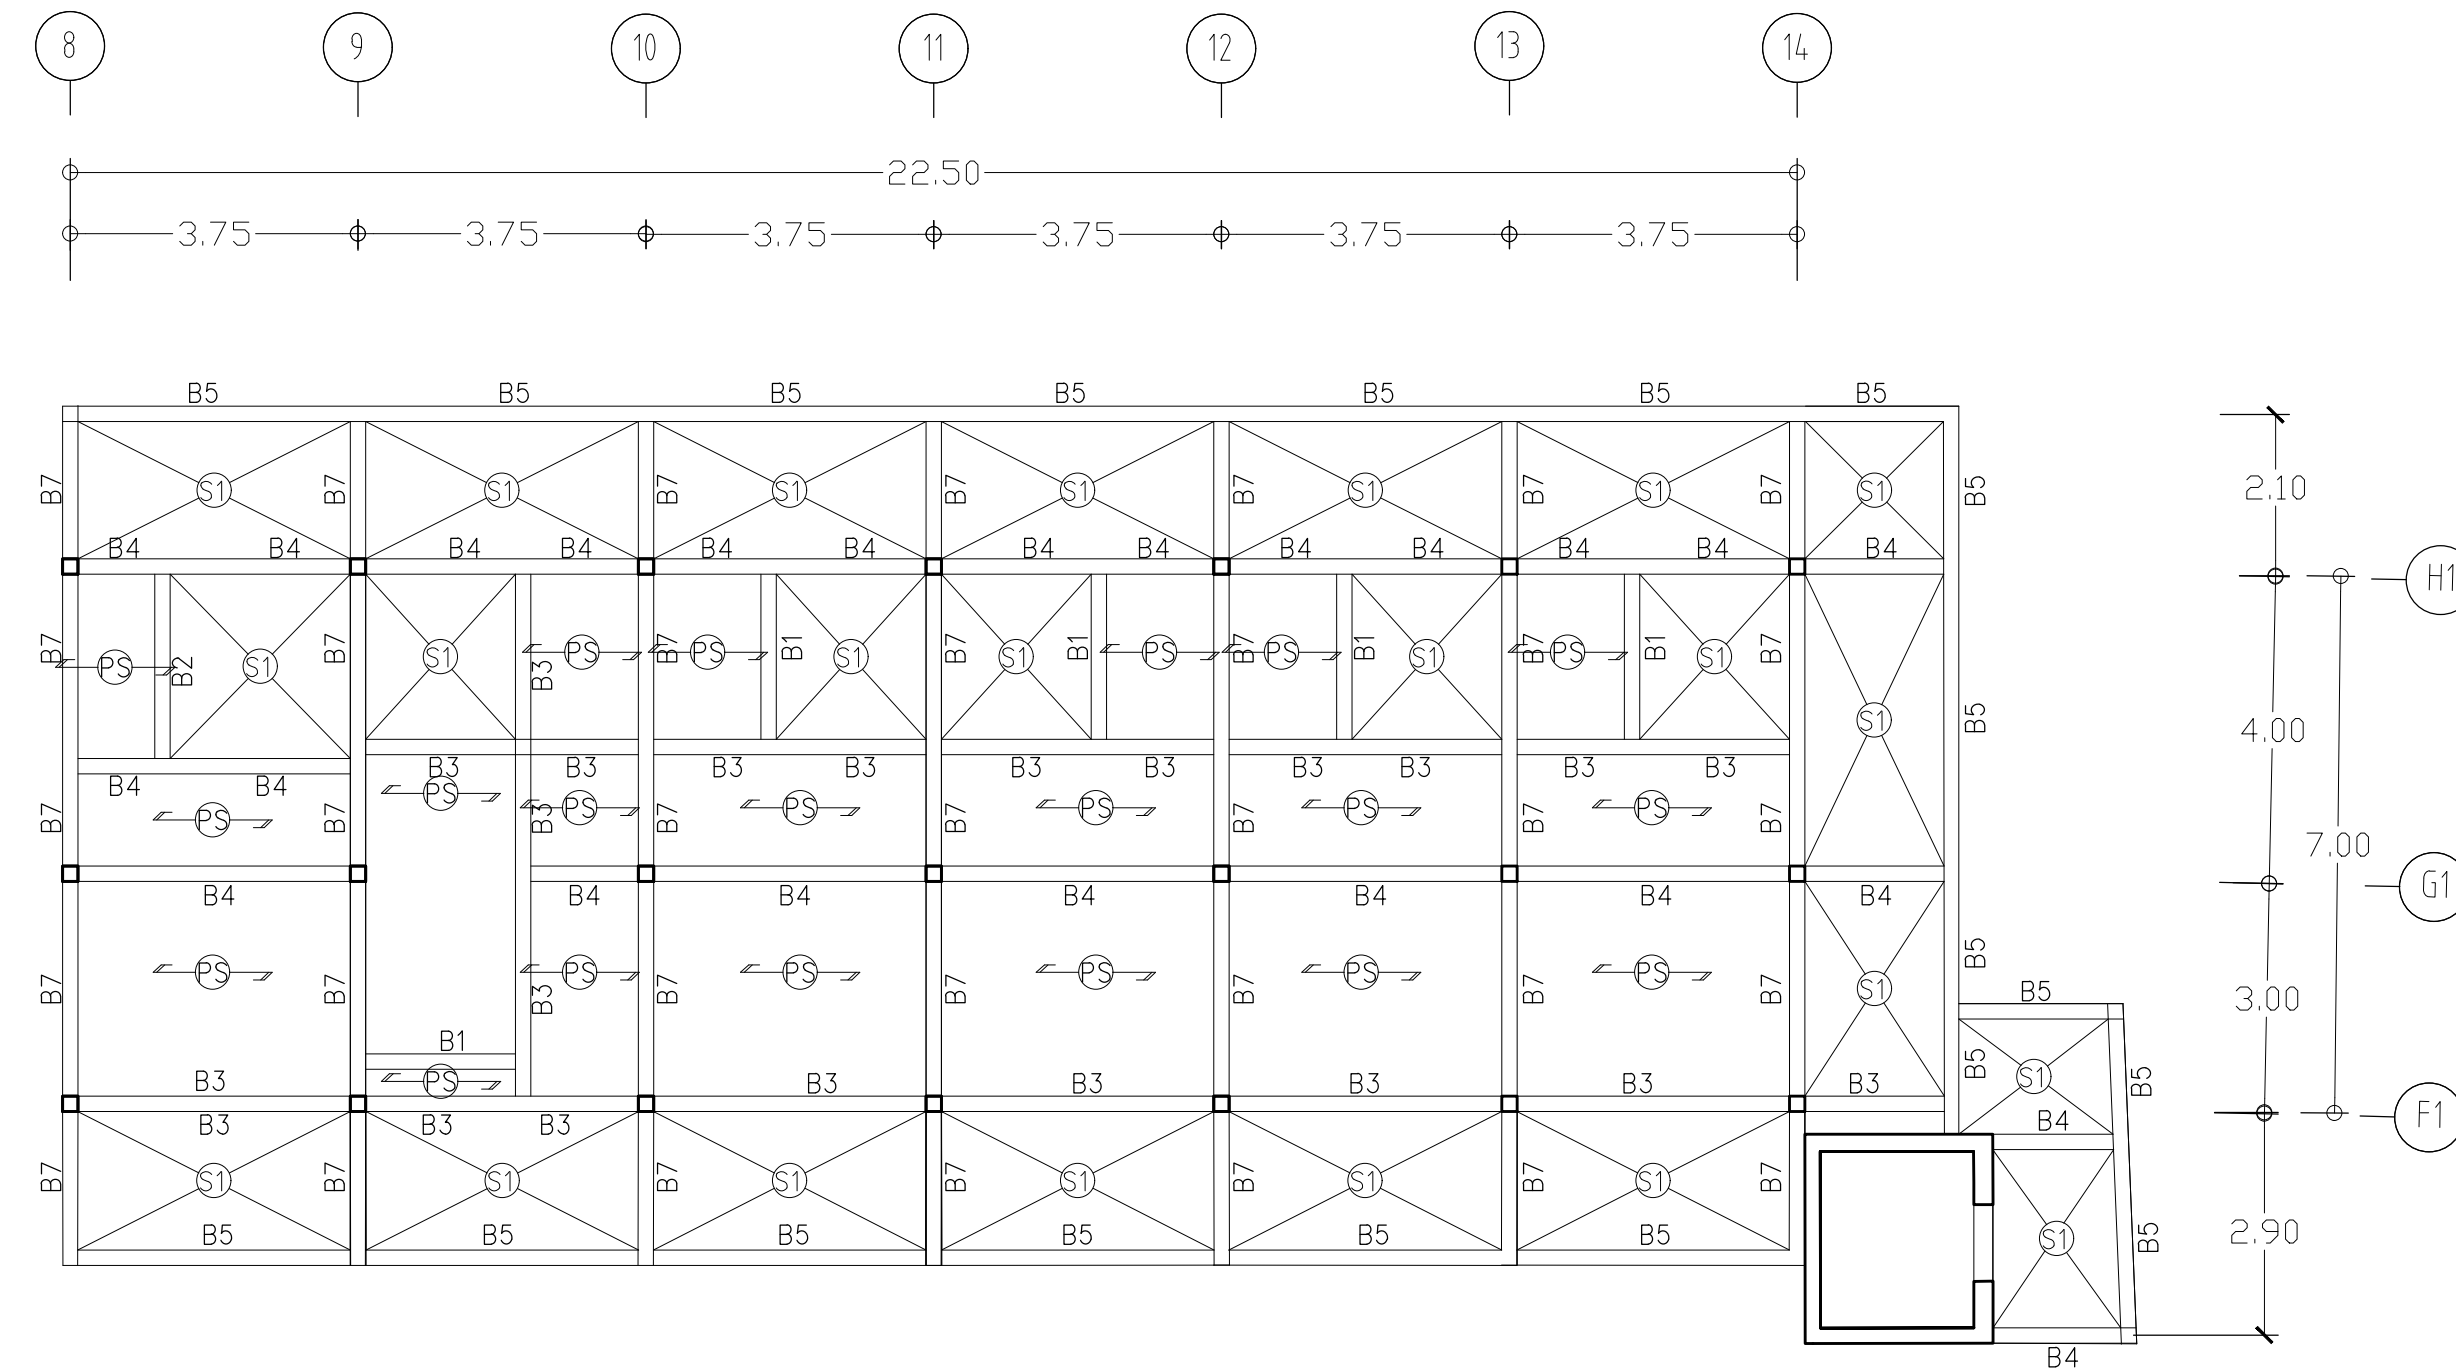 8 9 10 11 12 13 14
22.50
3.75 3.75 3.75 3.75 3.75 3.75
B5 B5 B5 B5 B5 B5 B5
B7 S1 B7 S1 B7 S1 B7 S1 B7 S1 B7 S1 B7 S1 B5 2.10
B4 B4 B4 B4 B4 B4 B4 B4 B4 B4 B4 B4 B4
H1
B7 PS B2 S1 B7 S1 B3 PS B7 PS B1 S1 B7 S1 B1 PS B7 PS B1 S1 B7 PS B1 S1 B7 S1 B5 4.00
B3 B3 B3 B3 B3 B3 B3 B3 B3 B3
B4 B4 PS
B7 PS B7 B3 PS B7 PS B7 PS B7 PS B7 PS B7 7.00
G1
B4 B4 B4 B4 B4 B4 B4
B7 PS B7 PS B3 B7 PS B7 PS B7 PS B7 PS B7 S1 B5 B5 3.00
B1
B3 PS B3 B3 B3 B3 B3 B5 S1 B5
F1
B3 B3 B3 B4
B7 S1 B7 S1 B7 S1 B7 S1 B7 S1 B7 S1 B7
B5 B5 B5 B5 B5 B5 S1 B5 2.90
B4